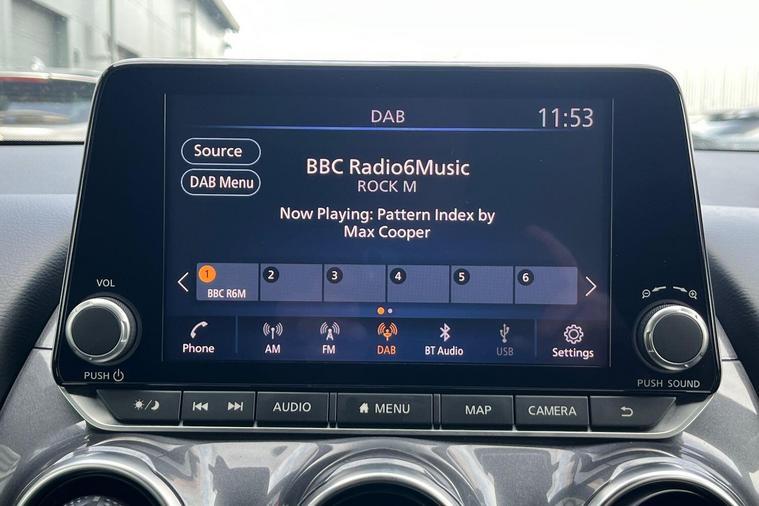 DAB
11:53
Source
BBC Radio6Music
ROCK M
DAB Menu
Now Playing: Pattern Index by
Max Cooper
1 2 3 4 5 6
BBC R6M
VOL
Phone AM FM DAB BT Audio USB Settings
PUSH
PUSH SOUND
AUDIO MENU MAP CAMERA